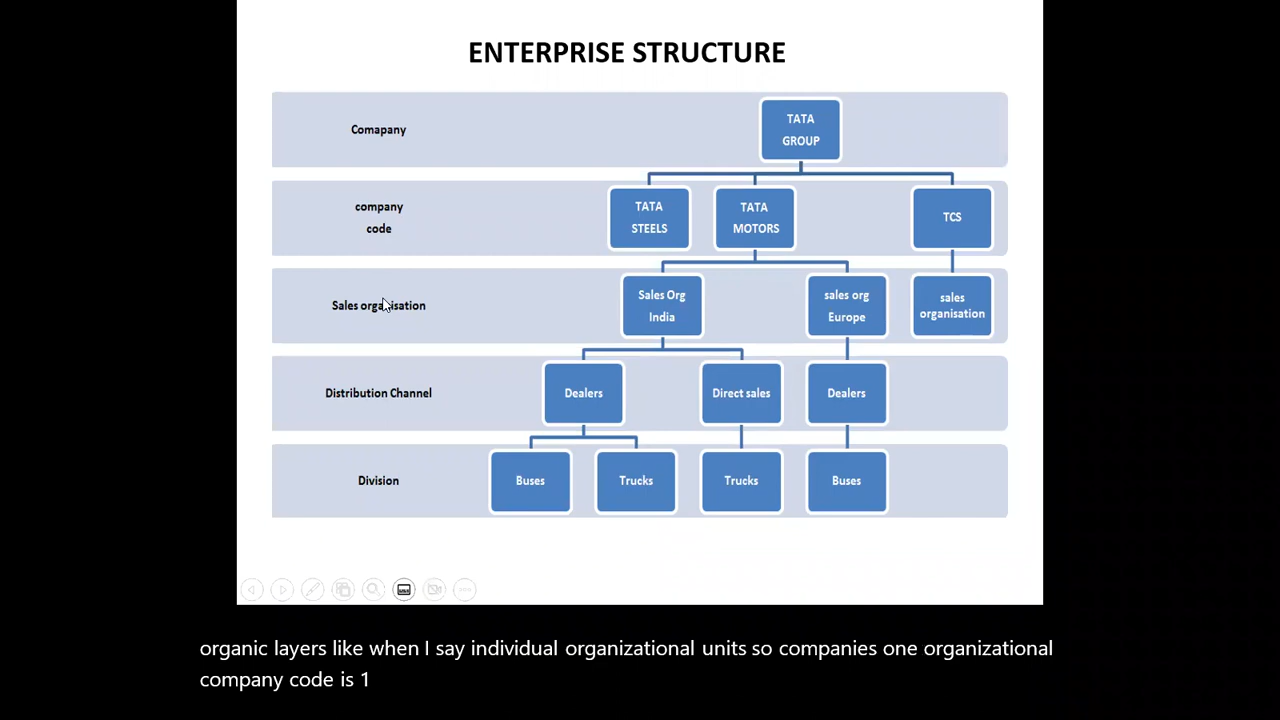 ENTERPRISE STRUCTURE
Comapany
TATA
GROUP
company
code
TATA
STEELS
TATA
MOTORS
TCS
Sales organisation
Sales Org
India
sales org
Europe
sales
organisation
Distribution Channel
Dealers
Direct sales
Dealers
Division
Buses
Trucks
Trucks
Buses
organic layers like when I say individual organizational units so companies one organizational
company code is 1